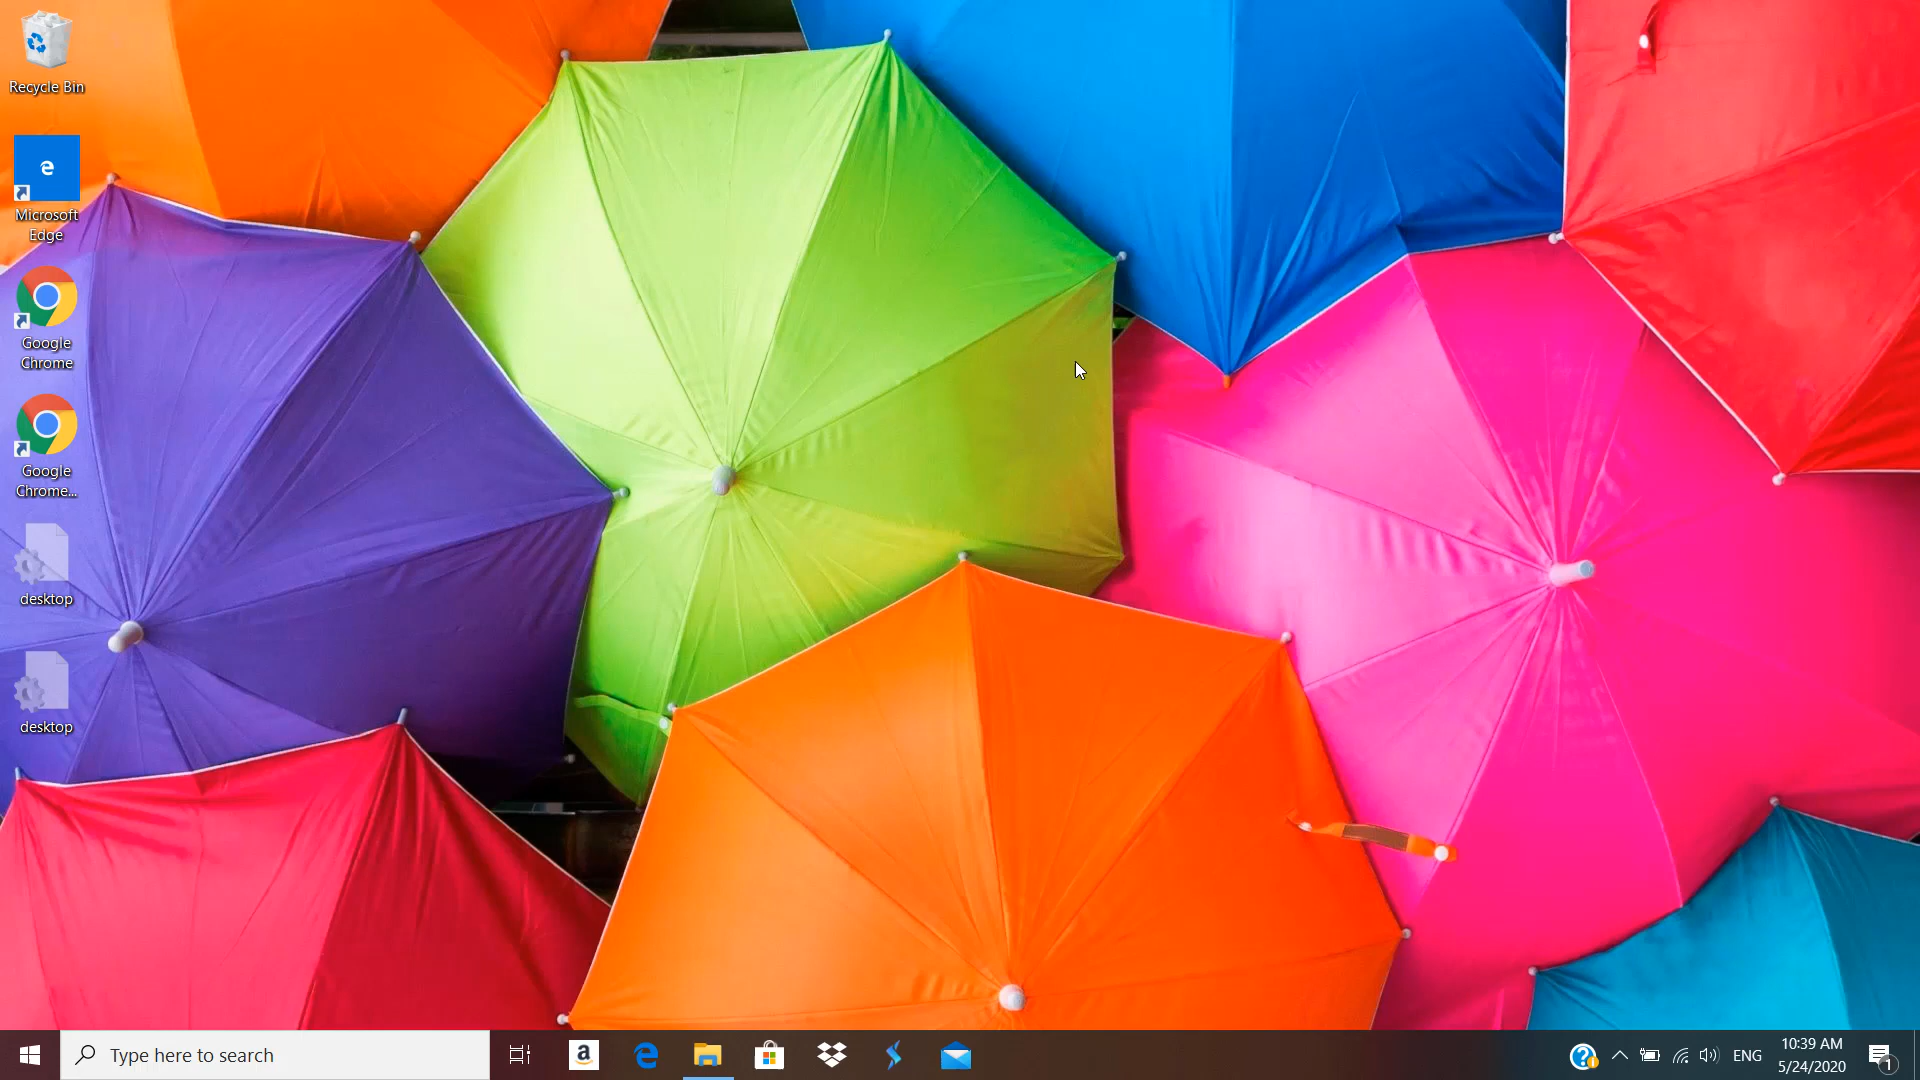 Recycle Bin
Microsoft
Edge
Google
Chrome
Google
Chrome...
desktop
desktop
Type here to search
a
ENG
10:39 AM
5/24/2020
1